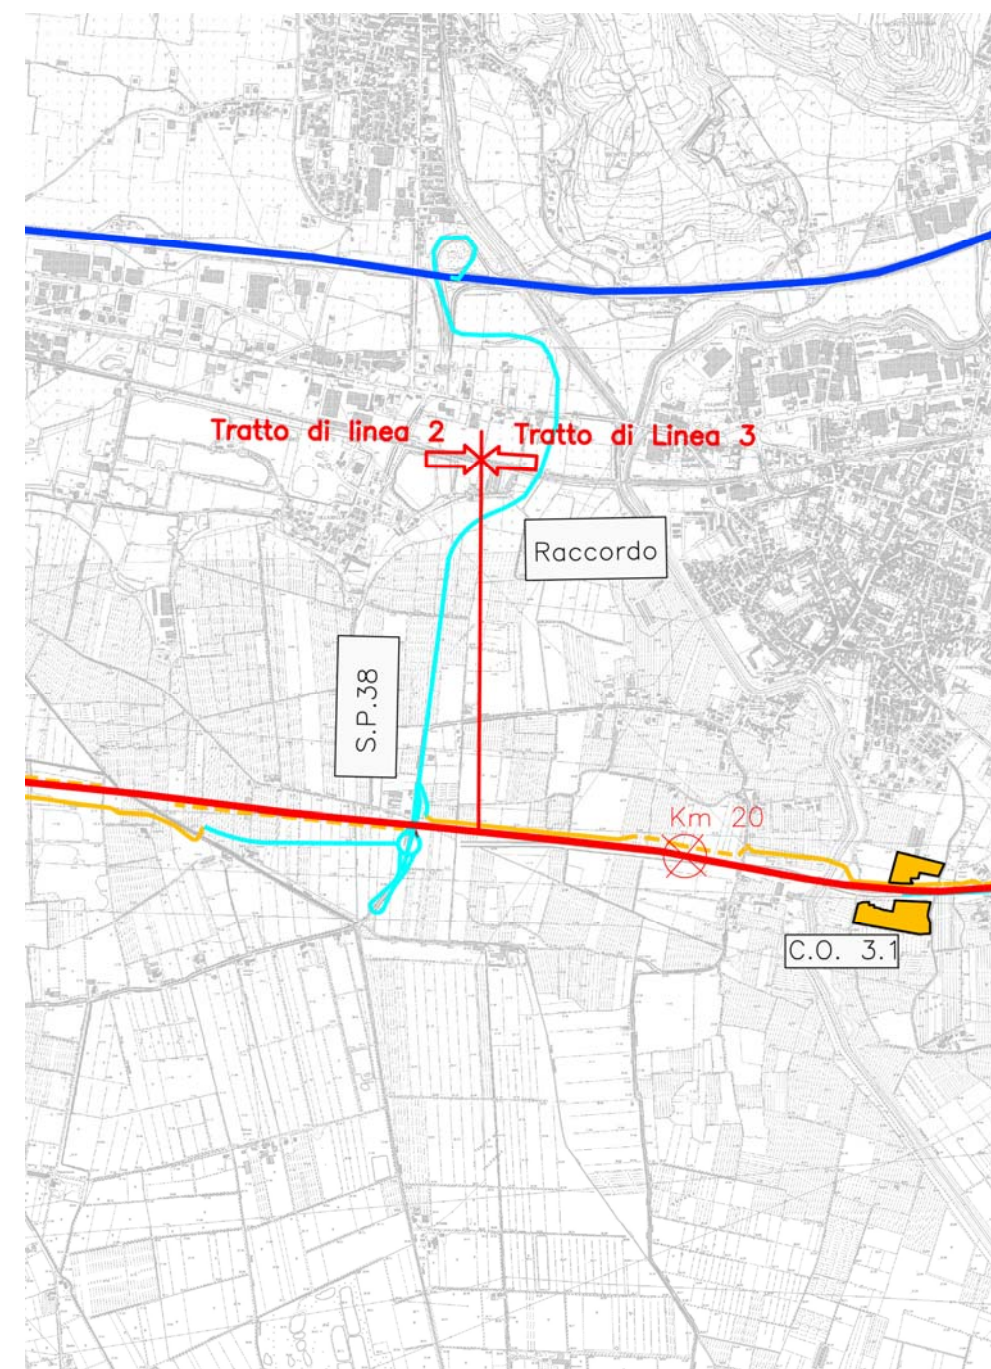 Tratto di linea 2
Tratto di Linea 3
Raccordo
S.P.38
Km 20
C.O. 3.1